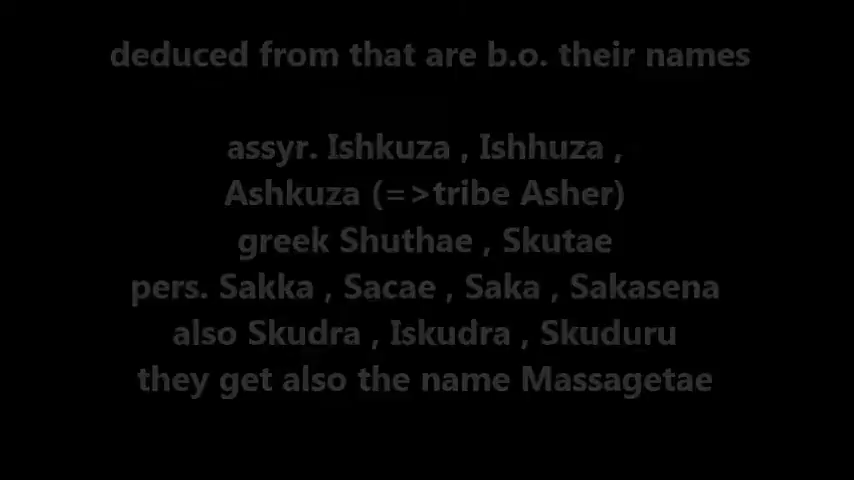 deduced from that are b.o. their names
assyr. Ishkuza , Ishhuza ,
Ashkuza (=>tribe Asher)
greek Shuthae , Skutae
pers. Sakka , Sacae , Saka , Sakasena
also Skudra , Iskudra , Skuduru
they get also the name Massagetae